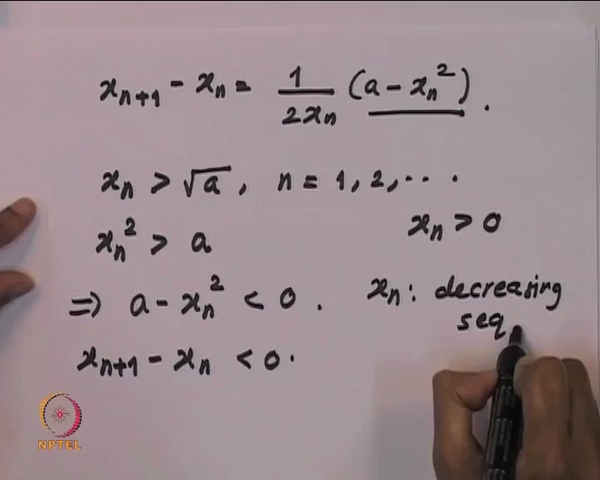 xₙ₊₁ - xₙ = 1/(2xₙ) (a - xₙ²).
xₙ > √a, n = 1, 2, ...
xₙ² > a
xₙ > 0
⇒ a - xₙ² < 0.
xₙ : decreasing
seq
xₙ₊₁ - xₙ < 0.
NPTEL